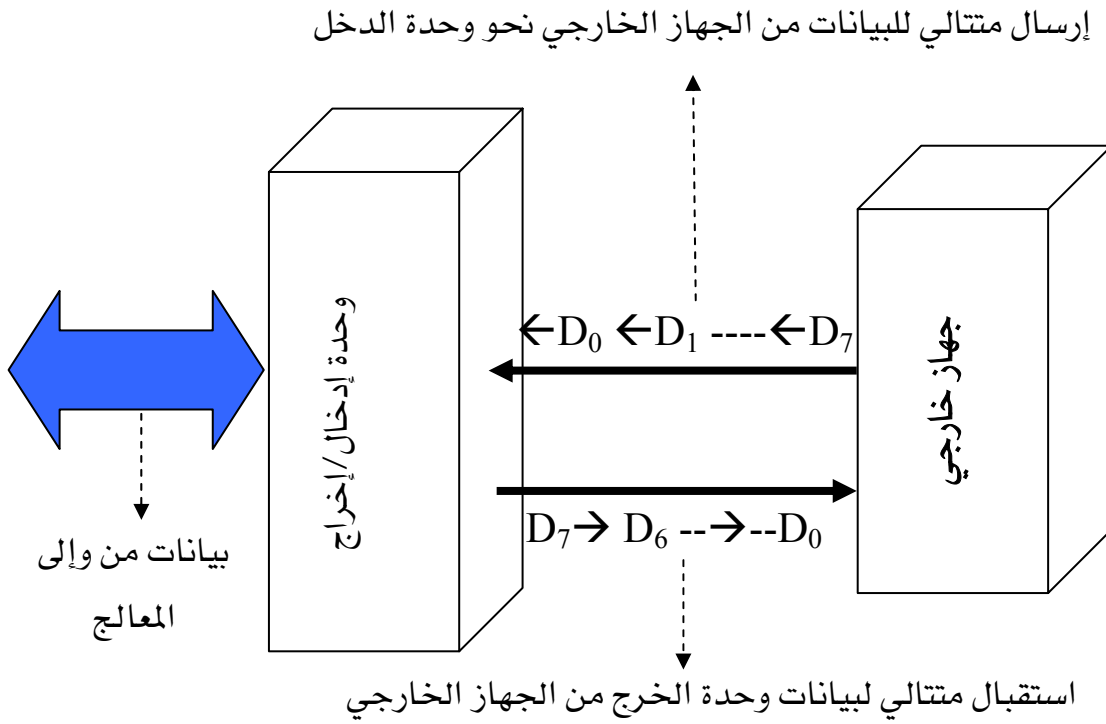 إرسال متتالي للبيانات من الجهاز الخارجي نحو وحدة الدخل
وحدة إدخال/إخراج
←D₀ ←D₁ ----←D₇
جهاز خارجي
D₇→ D₆ --→--D₀
بيانات من وإلى
المعالج
استقبال متتالي لبيانات وحدة الخرج من الجهاز الخارجي